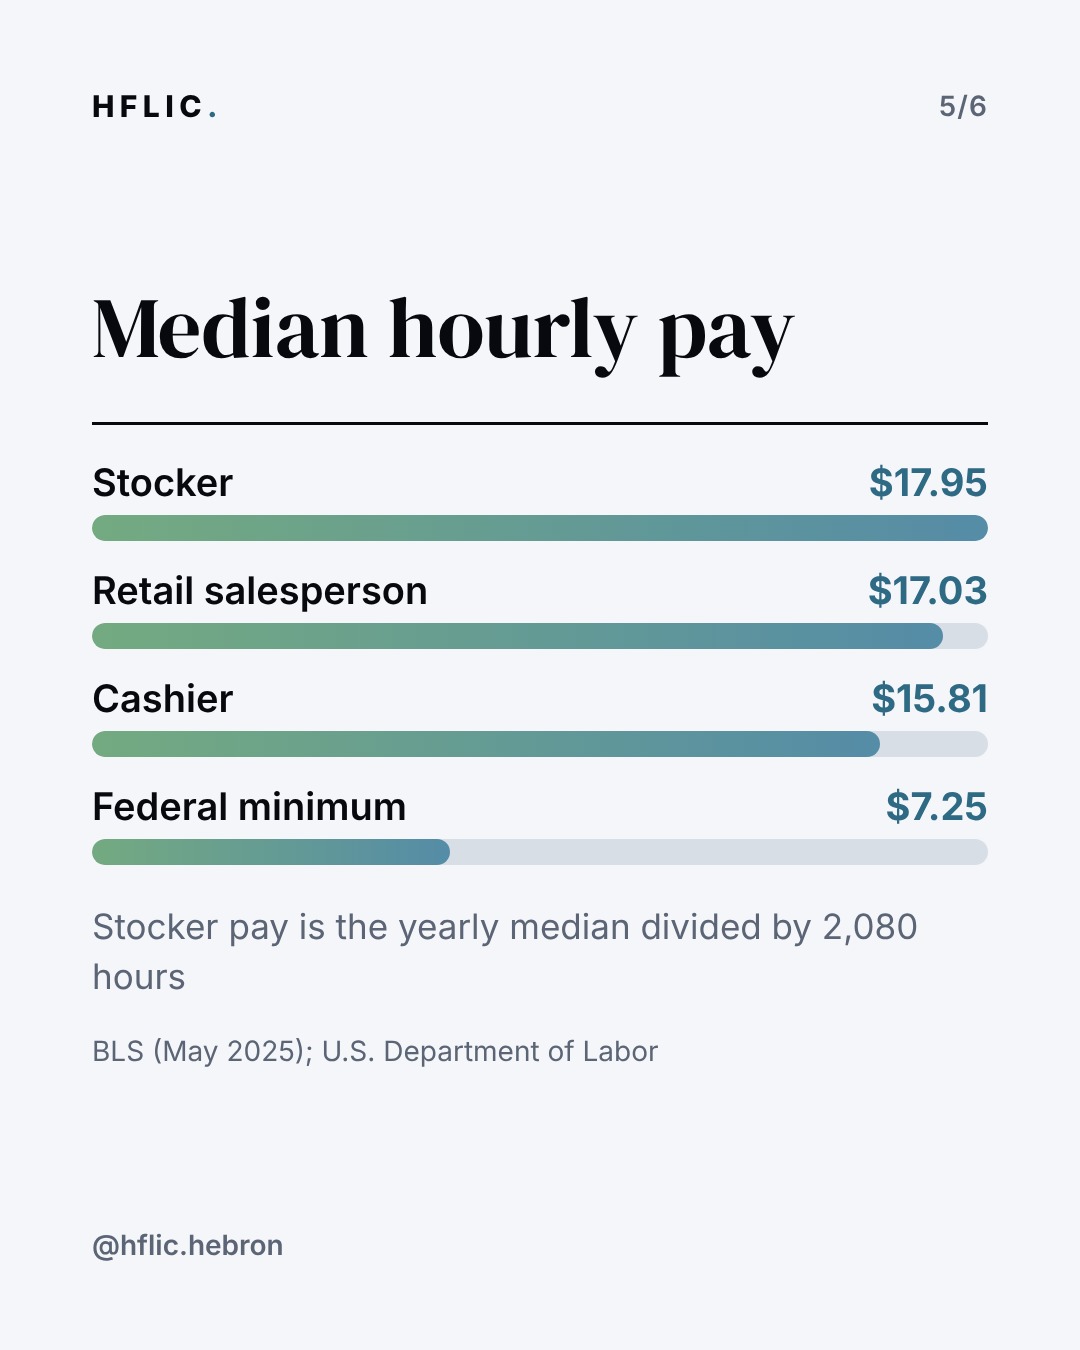 HFLIC.
5/6
Median hourly pay
Stocker
$17.95
Retail salesperson
$17.03
Cashier
$15.81
Federal minimum
$7.25
Stocker pay is the yearly median divided by 2,080
hours
BLS (May 2025); U.S. Department of Labor
@hflic.hebron